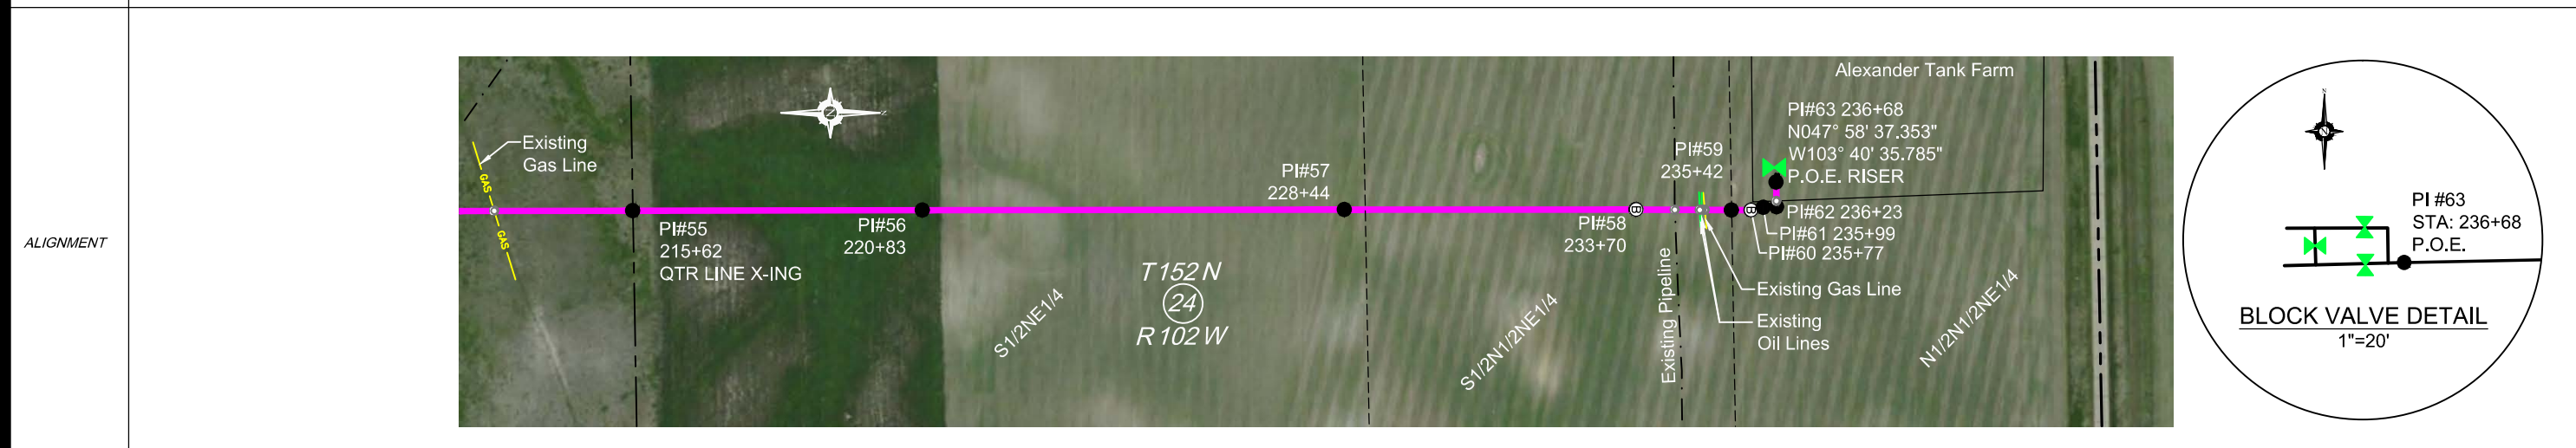 ALIGNMENT
Existing
Gas Line
GAS
GAS
PI#55
215+62
QTR LINE X-ING
PI#56
220+83
N
T 152 N
24
R 102 W
S1/2NE1/4
PI#57
228+44
S1/2N1/2NE1/4
PI#58
233+70
B
Existing Pipeline
PI#59
235+42
B
Alexander Tank Farm
PI#63 236+68
N047° 58' 37.353"
W103° 40' 35.785"
P.O.E. RISER
PI#62 236+23
PI#61 235+99
PI#60 235+77
Existing Gas Line
Existing
Oil Lines
N1/2N1/2NE1/4
N
PI #63
STA: 236+68
P.O.E.
BLOCK VALVE DETAIL
1"=20'